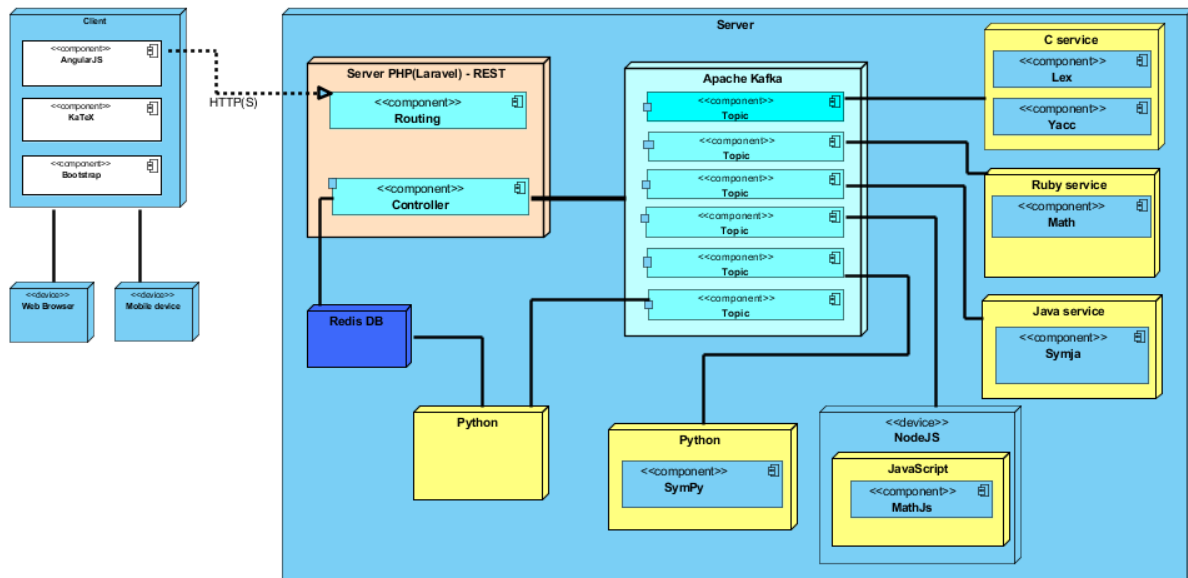 Client
<<component>>
AngularJS
<<component>>
KaTeX
<<component>>
Bootstrap
<<device>>
Web Browser
<<device>>
Mobile device
HTTP(S)
Server
Server PHP(Laravel) - REST
<<component>>
Routing
<<component>>
Controller
Redis DB
Python
Apache Kafka
<<component>>
Topic
<<component>>
Topic
<<component>>
Topic
<<component>>
Topic
<<component>>
Topic
<<component>>
Topic
Python
<<component>>
SymPy
C service
<<component>>
Lex
<<component>>
Yacc
Ruby service
<<component>>
Math
Java service
<<component>>
Symja
<<device>>
NodeJS
JavaScript
<<component>>
MathJs